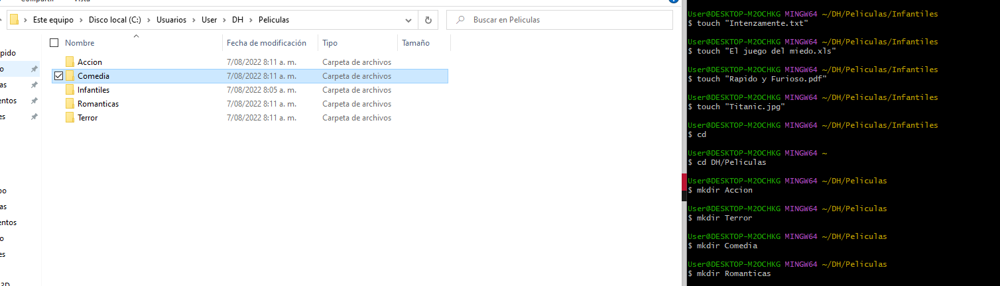 Compartir Vista
Este equipo > Disco local (C:) > Usuarios > User > DH > Peliculas
Buscar en Peliculas
Nombre Fecha de modificación Tipo Tamaño
Accion 7/08/2022 8:11 a. m. Carpeta de archivos
Comedia 7/08/2022 8:11 a. m. Carpeta de archivos
Infantiles 7/08/2022 8:05 a. m. Carpeta de archivos
Romanticas 7/08/2022 8:11 a. m. Carpeta de archivos
Terror 7/08/2022 8:11 a. m. Carpeta de archivos
pido
o
as
entos
es
po
as
entos
o
es
3D
User@DESKTOP-M2OCHKG MINGW64 ~/DH/Peliculas/Infantiles
$ touch "Intenzamente.txt"
User@DESKTOP-M2OCHKG MINGW64 ~/DH/Peliculas/Infantiles
$ touch "El juego del miedo.xls"
User@DESKTOP-M2OCHKG MINGW64 ~/DH/Peliculas/Infantiles
$ touch "Rapido y Furioso.pdf"
User@DESKTOP-M2OCHKG MINGW64 ~/DH/Peliculas/Infantiles
$ touch "Titanic.jpg"
User@DESKTOP-M2OCHKG MINGW64 ~/DH/Peliculas/Infantiles
$ cd
User@DESKTOP-M2OCHKG MINGW64 ~
$ cd DH/Peliculas
User@DESKTOP-M2OCHKG MINGW64 ~/DH/Peliculas
$ mkdir Accion
User@DESKTOP-M2OCHKG MINGW64 ~/DH/Peliculas
$ mkdir Terror
User@DESKTOP-M2OCHKG MINGW64 ~/DH/Peliculas
$ mkdir Comedia
User@DESKTOP-M2OCHKG MINGW64 ~/DH/Peliculas
$ mkdir Romanticas